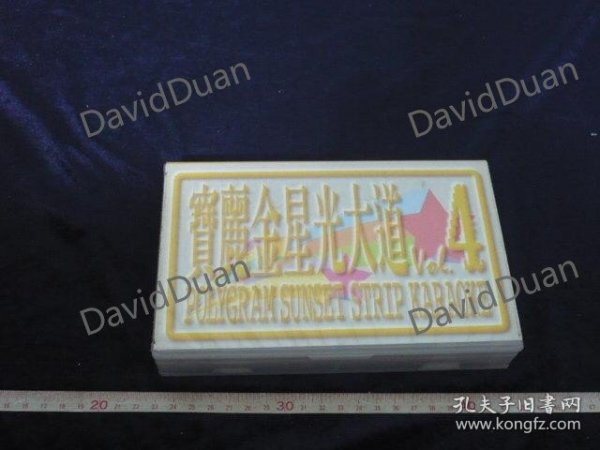 DavidDuan
DavidDuan
寶麗金星光大道 Vol. 4
POLYGRAM SUNSET STRIP KARAOKE
DavidDuan
DavidDuan
20
30
孔夫子旧书网
www.kongfz.com